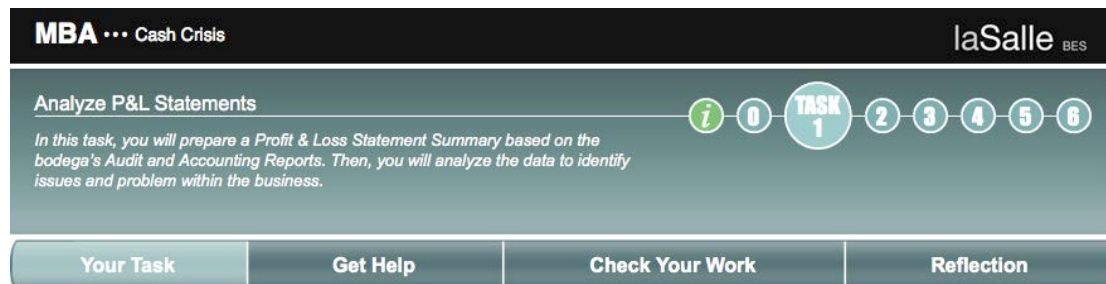 MBA ••• Cash Crisis
laSalle BES
Analyze P&L Statements
In this task, you will prepare a Profit & Loss Statement Summary based on the
bodega's Audit and Accounting Reports. Then, you will analyze the data to identify
issues and problem within the business.
i 0 TASK 1 2 3 4 5 6
Your Task
Get Help
Check Your Work
Reflection